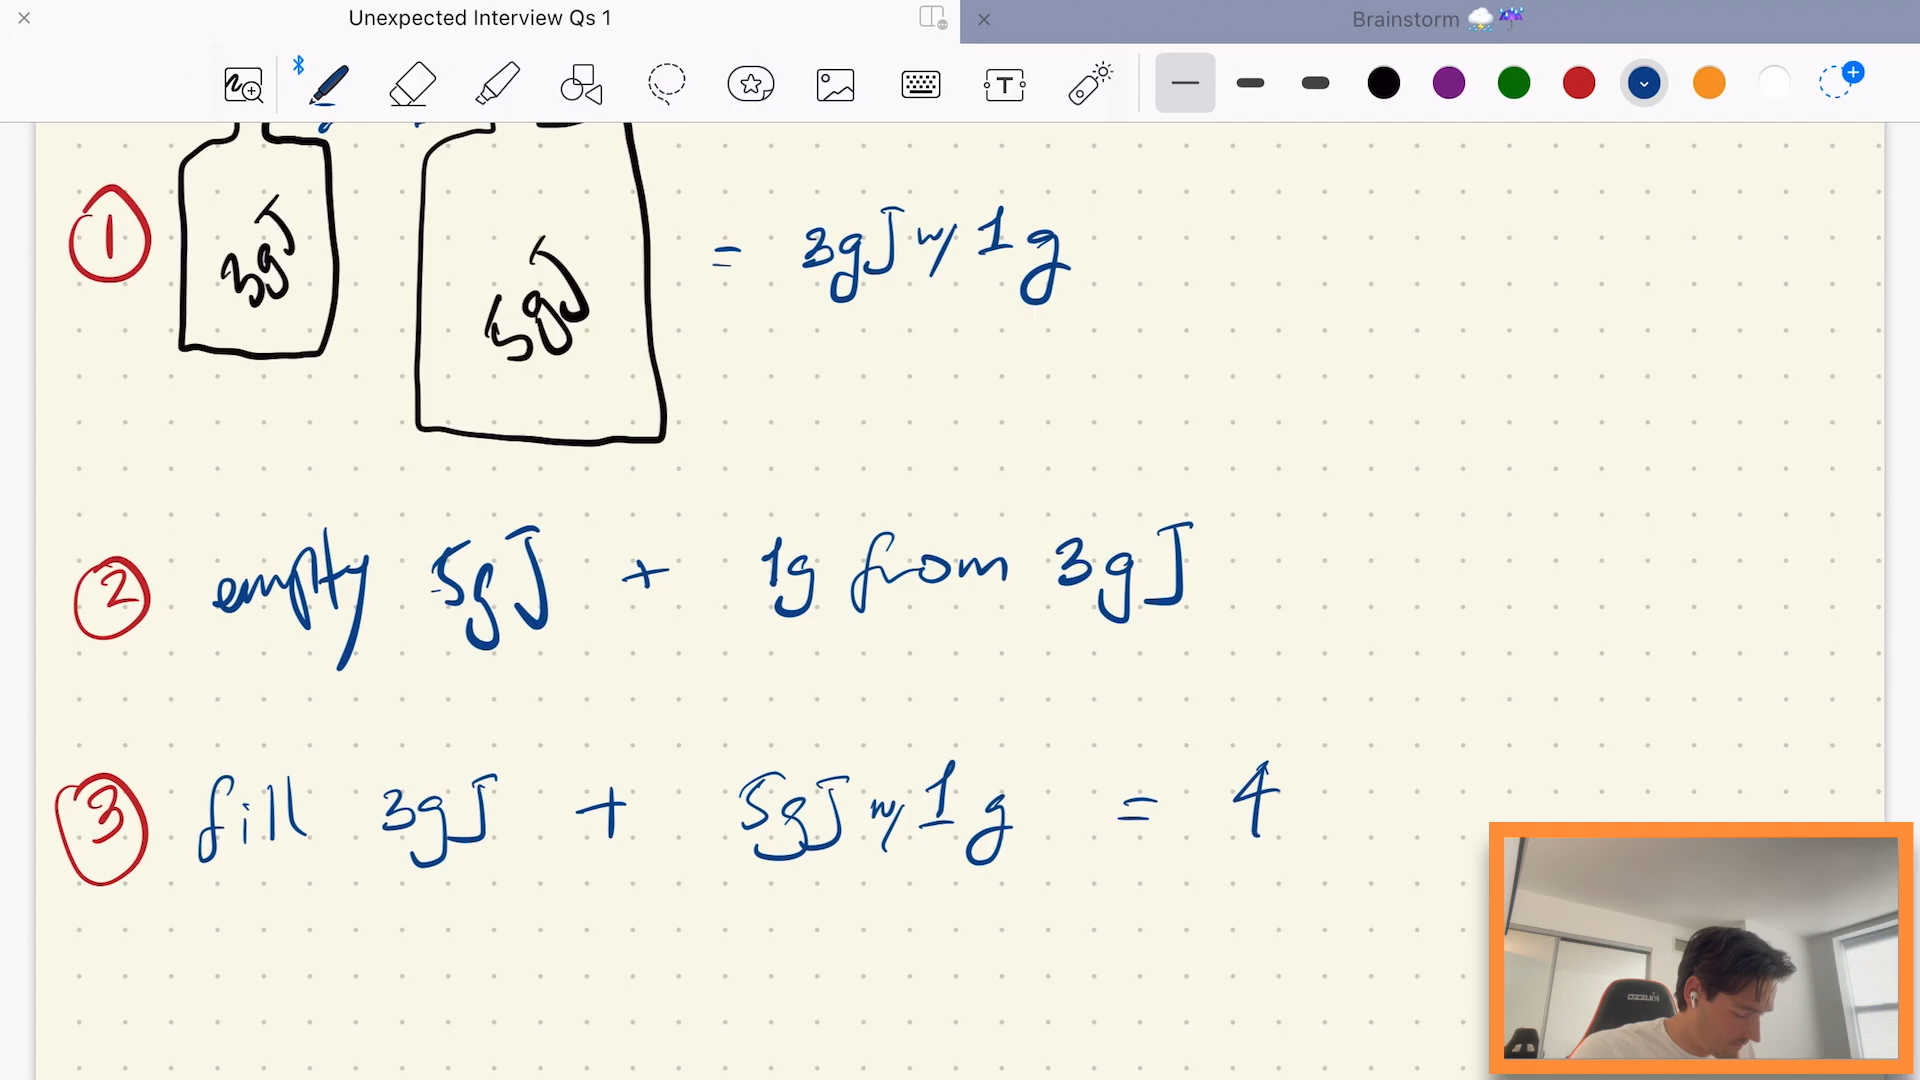 Unexpected Interview Qs 1
Brainstorm 🌧️☔
T
1
3gJ
5gJ
= 3gJ w/ 1g
2 empty 5gJ + 1g from 3gJ
3 fill 3gJ + 5gJ w/ 1g = 4